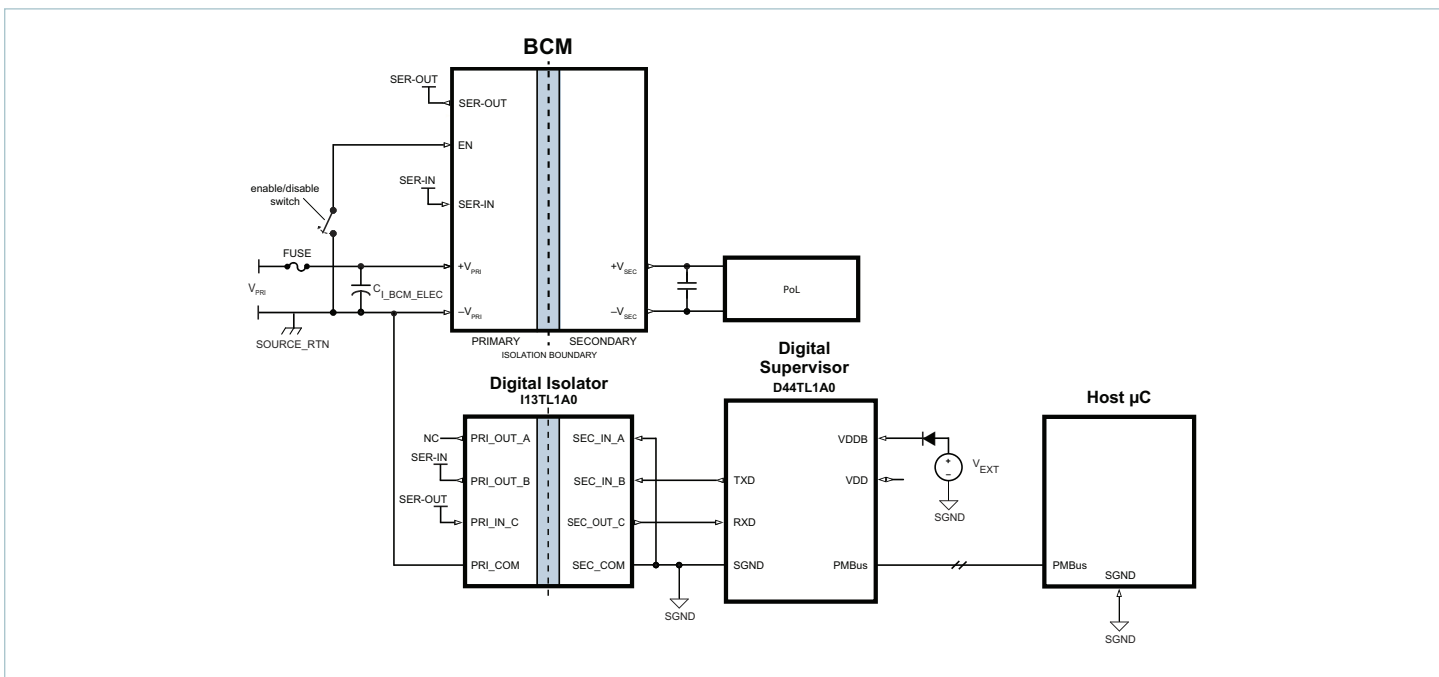 BCM
SER-OUT
SER-OUT
EN
SER-IN
SER-IN
enable/disable
switch
FUSE
+VPRI
+VSEC
VPRI
CI_BCM_ELEC
PoL
–VPRI
–VSEC
SOURCE_RTN
PRIMARY
SECONDARY
ISOLATION BOUNDARY
Digital Isolator
I13TL1A0
NC
PRI_OUT_A
SEC_IN_A
SER-IN
PRI_OUT_B
SEC_IN_B
SER-OUT
PRI_IN_C
SEC_OUT_C
PRI_COM
SEC_COM
SGND
Digital
Supervisor
D44TL1A0
VDDB
TXD
VDD
RXD
SGND
PMBus
+
–
VEXT
SGND
Host µC
PMBus
SGND
SGND